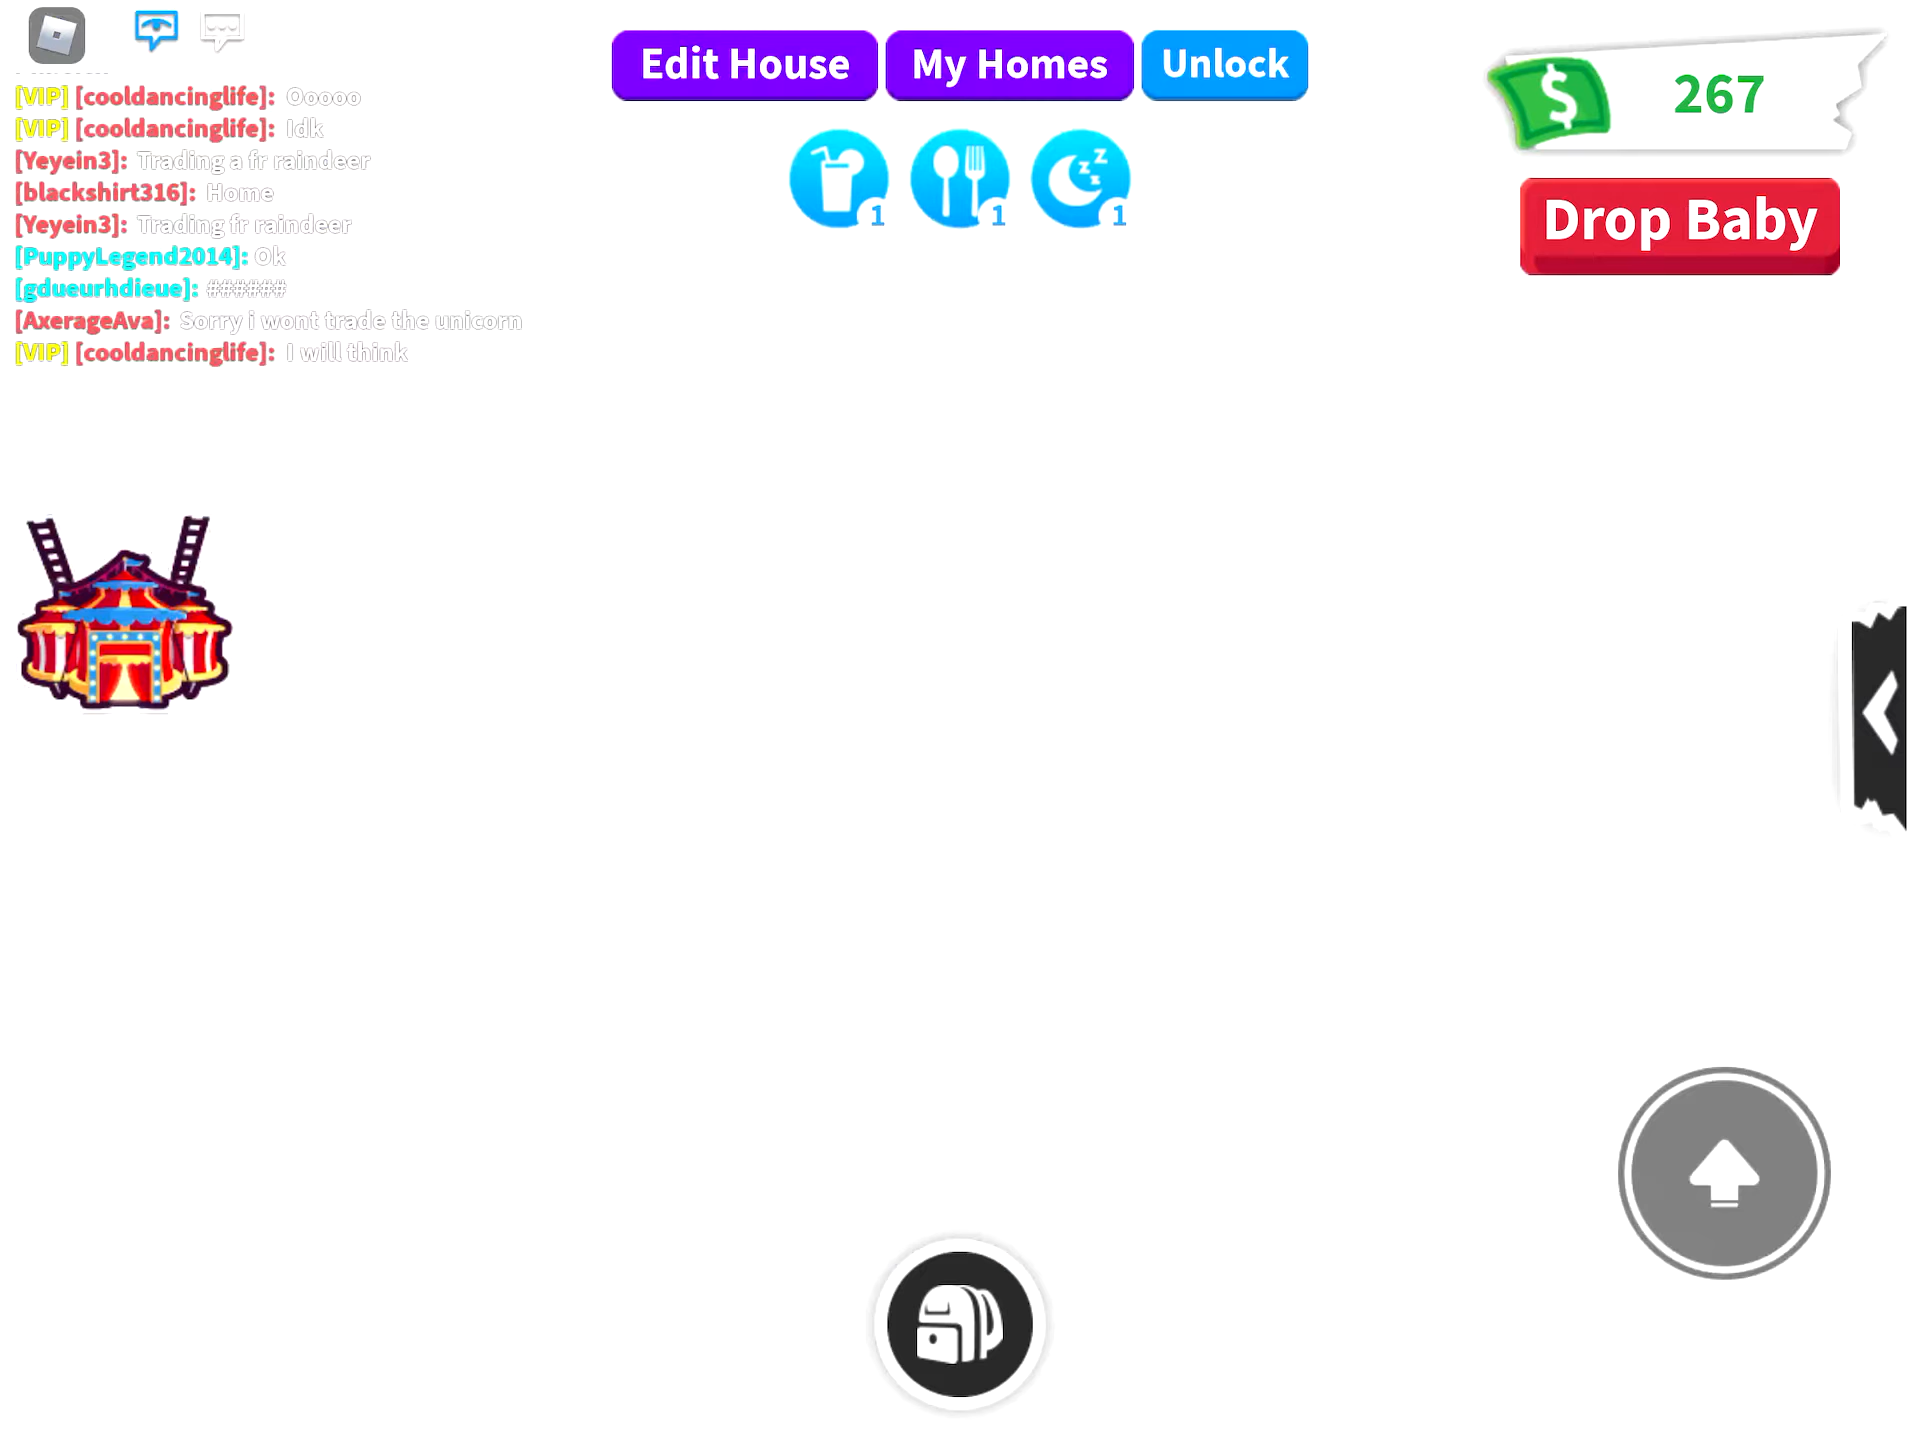 Edit House
My Homes
Unlock
267
Drop Baby
1
1
1
[VIP] [cooldancinglife]: Ooooo
[VIP] [cooldancinglife]: Idk
[Yeyein3]: Trading a fr raindeer
[blackshirt316]: Home
[Yeyein3]: Trading fr raindeer
[PuppyLegend2014]: Ok
[gdueurhdieue]: ######
[AxerageAva]: Sorry i wont trade the unicorn
[VIP] [cooldancinglife]: I will think